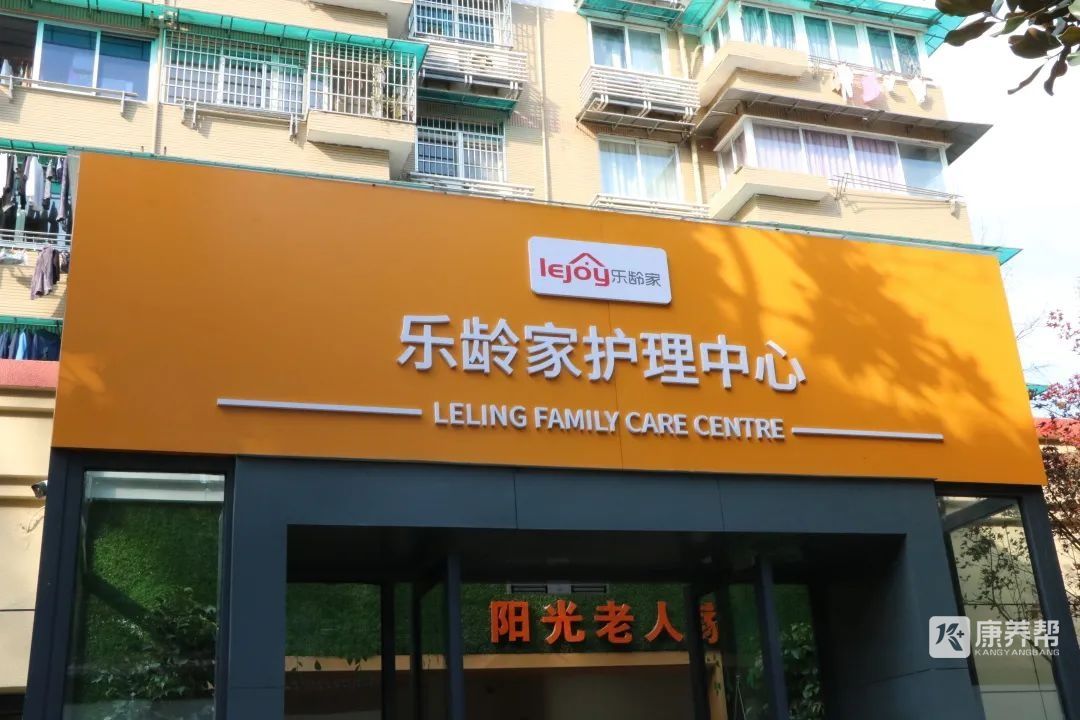 lejoy乐龄家
乐龄家护理中心
LELING FAMILY CARE CENTRE
阳光老人
K+ 康养帮
KANGYANGBANG